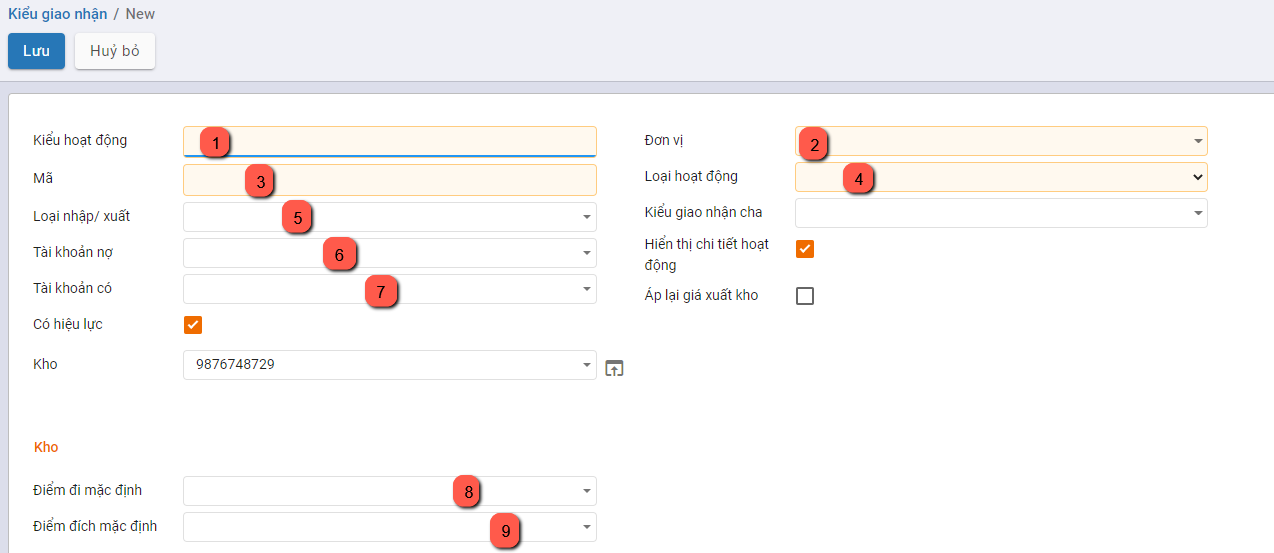 Kiểu giao nhận / New
Lưu Huỷ bỏ
Kiểu hoạt động 1
Đơn vị 2
Mã 3
Loại hoạt động 4
Loại nhập/ xuất 5
Kiểu giao nhận cha
Tài khoản nợ 6
Hiển thị chi tiết hoạt
động
Tài khoản có 7
Áp lại giá xuất kho
Có hiệu lực
Kho 9876748729
Kho
Điểm đi mặc định 8
Điểm đích mặc định 9